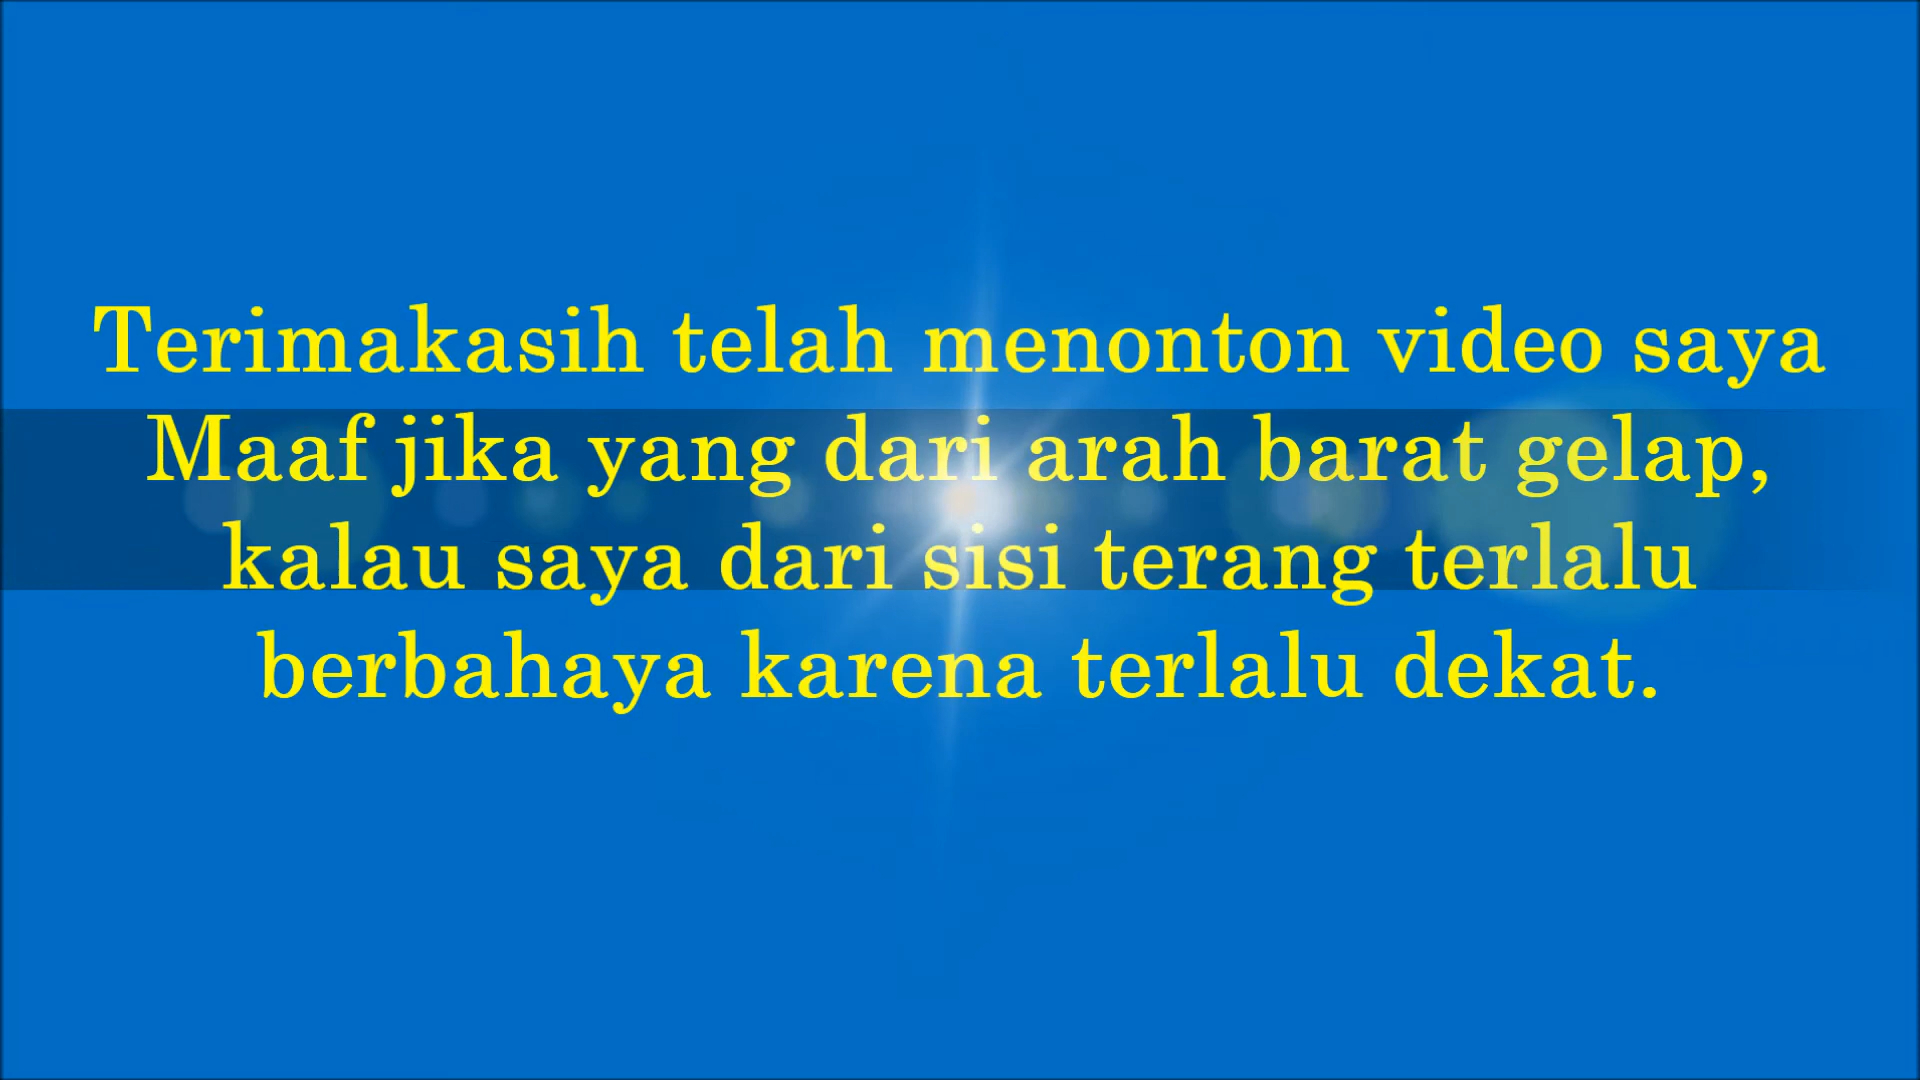 Terimakasih telah menonton video saya
Maaf jika yang dari arah barat gelap,
kalau saya dari sisi terang terlalu
berbahaya karena terlalu dekat.